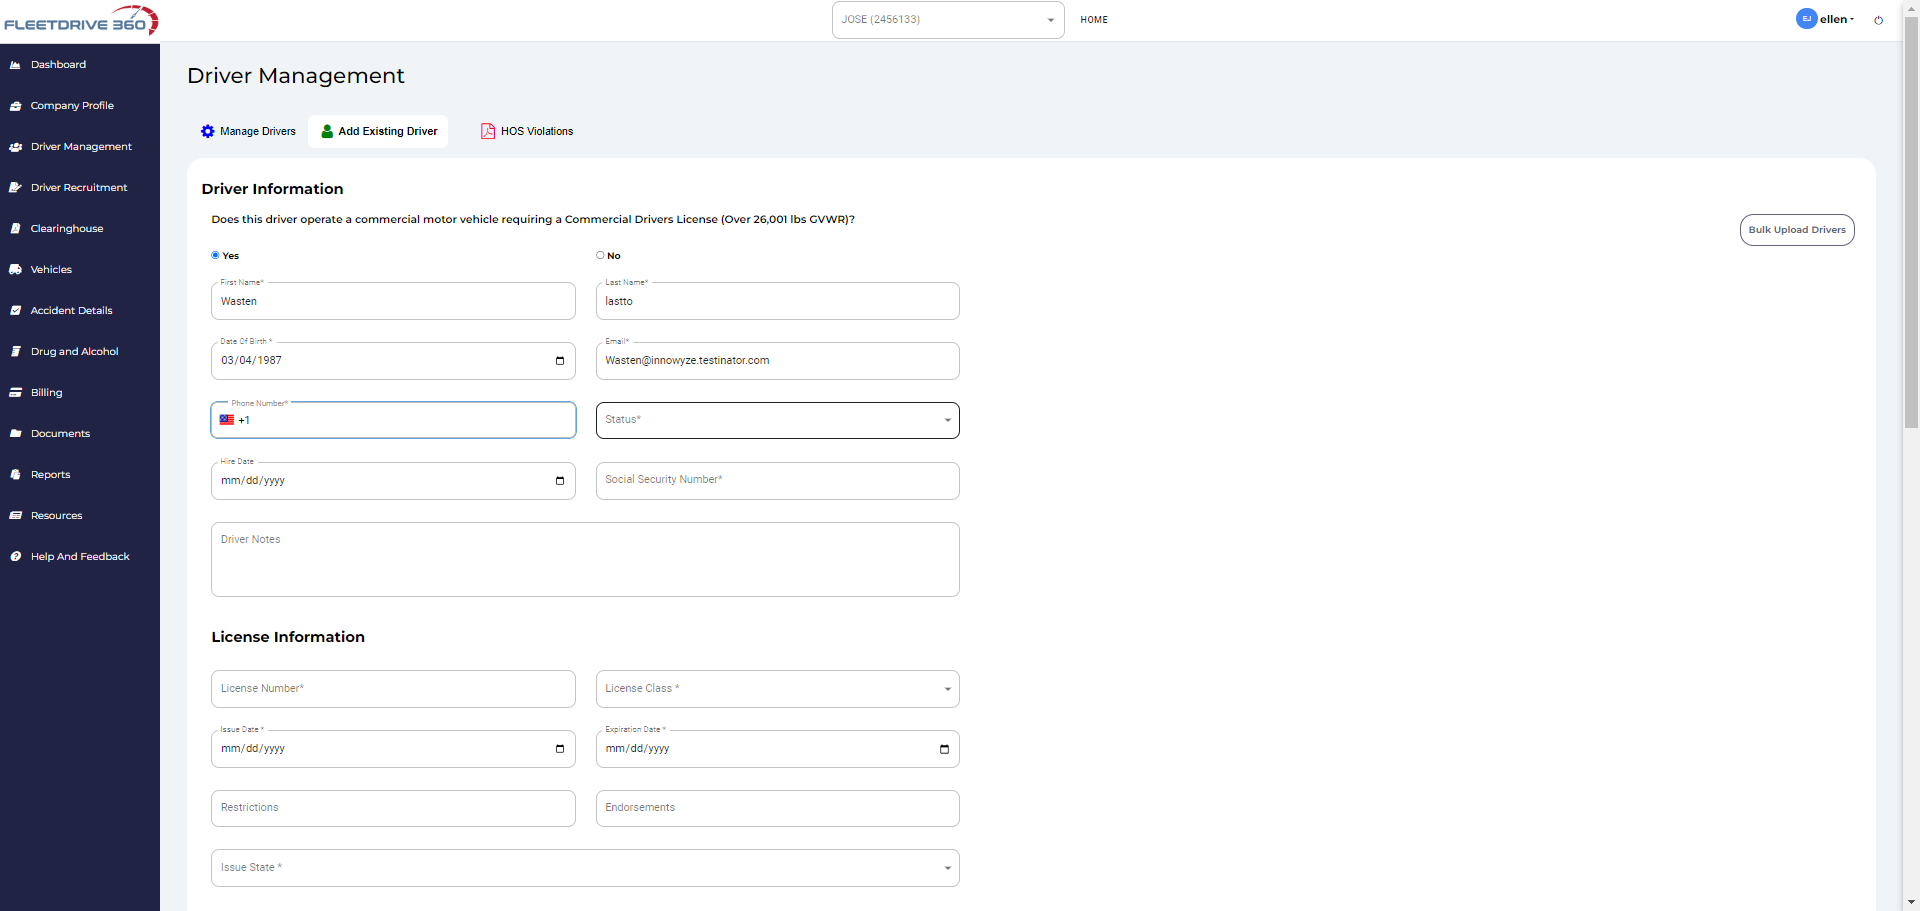 FLEETDRIVE 360
JOSE (2456133)
HOME
EJ
ellen
Dashboard
Company Profile
Driver Management
Driver Recruitment
Clearinghouse
Vehicles
Accident Details
Drug and Alcohol
Billing
Documents
Reports
Resources
Help And Feedback
Driver Management
Manage Drivers
Add Existing Driver
HOS Violations
Driver Information
Does this driver operate a commercial motor vehicle requiring a Commercial Drivers License (Over 26,001 lbs GVWR)?
Bulk Upload Drivers
Yes
No
First Name*
Wasten
Last Name*
lastto
Date Of Birth *
03/04/1987
Email*
Wasten@innowyze.testinator.com
Phone Number*
+1
Status*
Hire Date
mm/dd/yyyy
Social Security Number*
Driver Notes
License Information
License Number*
License Class *
Issue Date *
mm/dd/yyyy
Expiration Date *
mm/dd/yyyy
Restrictions
Endorsements
Issue State *